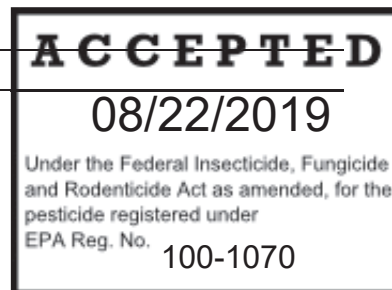 ACCEPTED
08/22/2019
Under the Federal Insecticide, Fungicide
and Rodenticide Act as amended, for the
pesticide registered under
EPA Reg. No. 100-1070